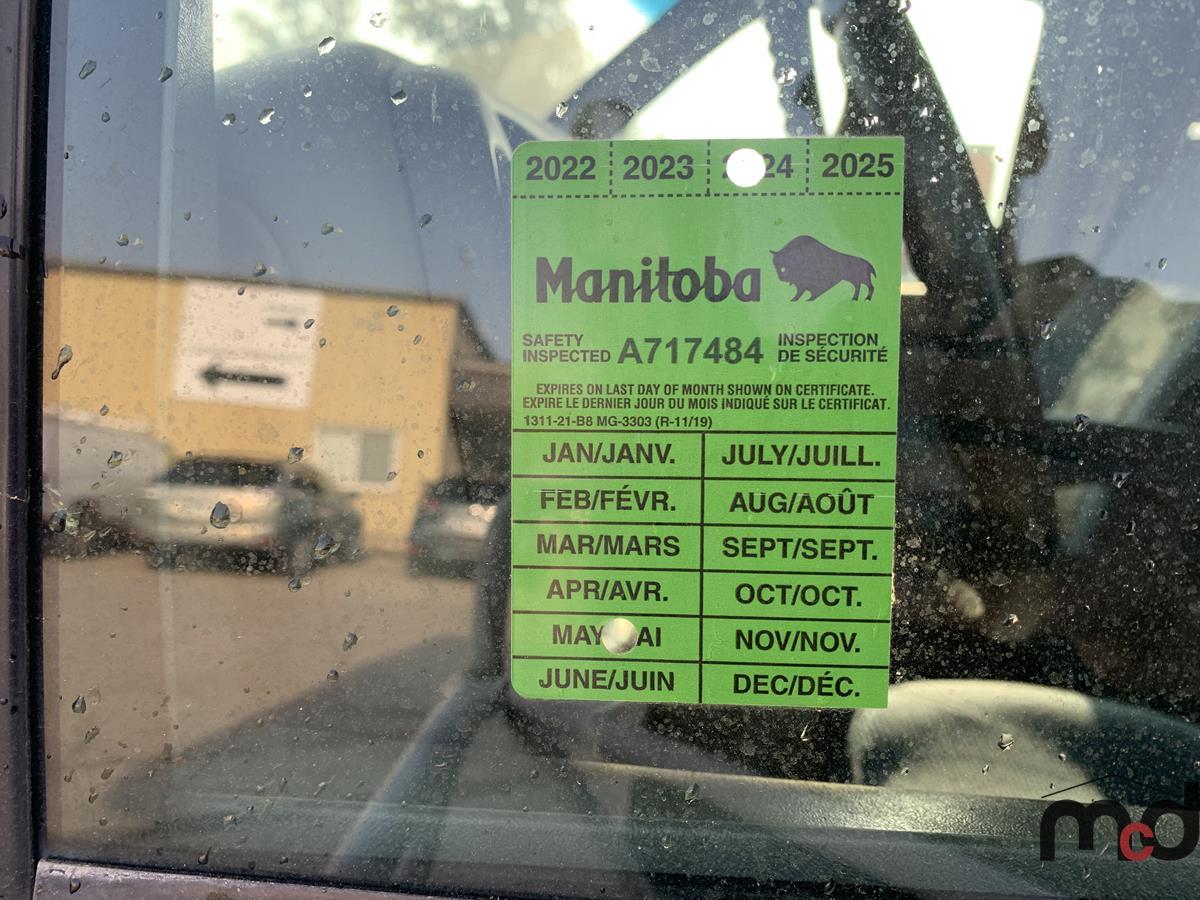 2022 2023 24 2025
Manitoba
SAFETY INSPECTED A717484 INSPECTION DE SÉCURITÉ
EXPIRES ON LAST DAY OF MONTH SHOWN ON CERTIFICATE.
EXPIRE LE DERNIER JOUR DU MOIS INDIQUÉ SUR LE CERTIFICAT.
1311-21-B8 MG-3303 (R-11/19)
JAN/JANV. JULY/JUILL.
FEB/FÉVR. AUG/AOÛT
MAR/MARS SEPT/SEPT.
APR/AVR. OCT/OCT.
MAY AI NOV/NOV.
JUNE/JUIN DEC/DÉC.
mcd